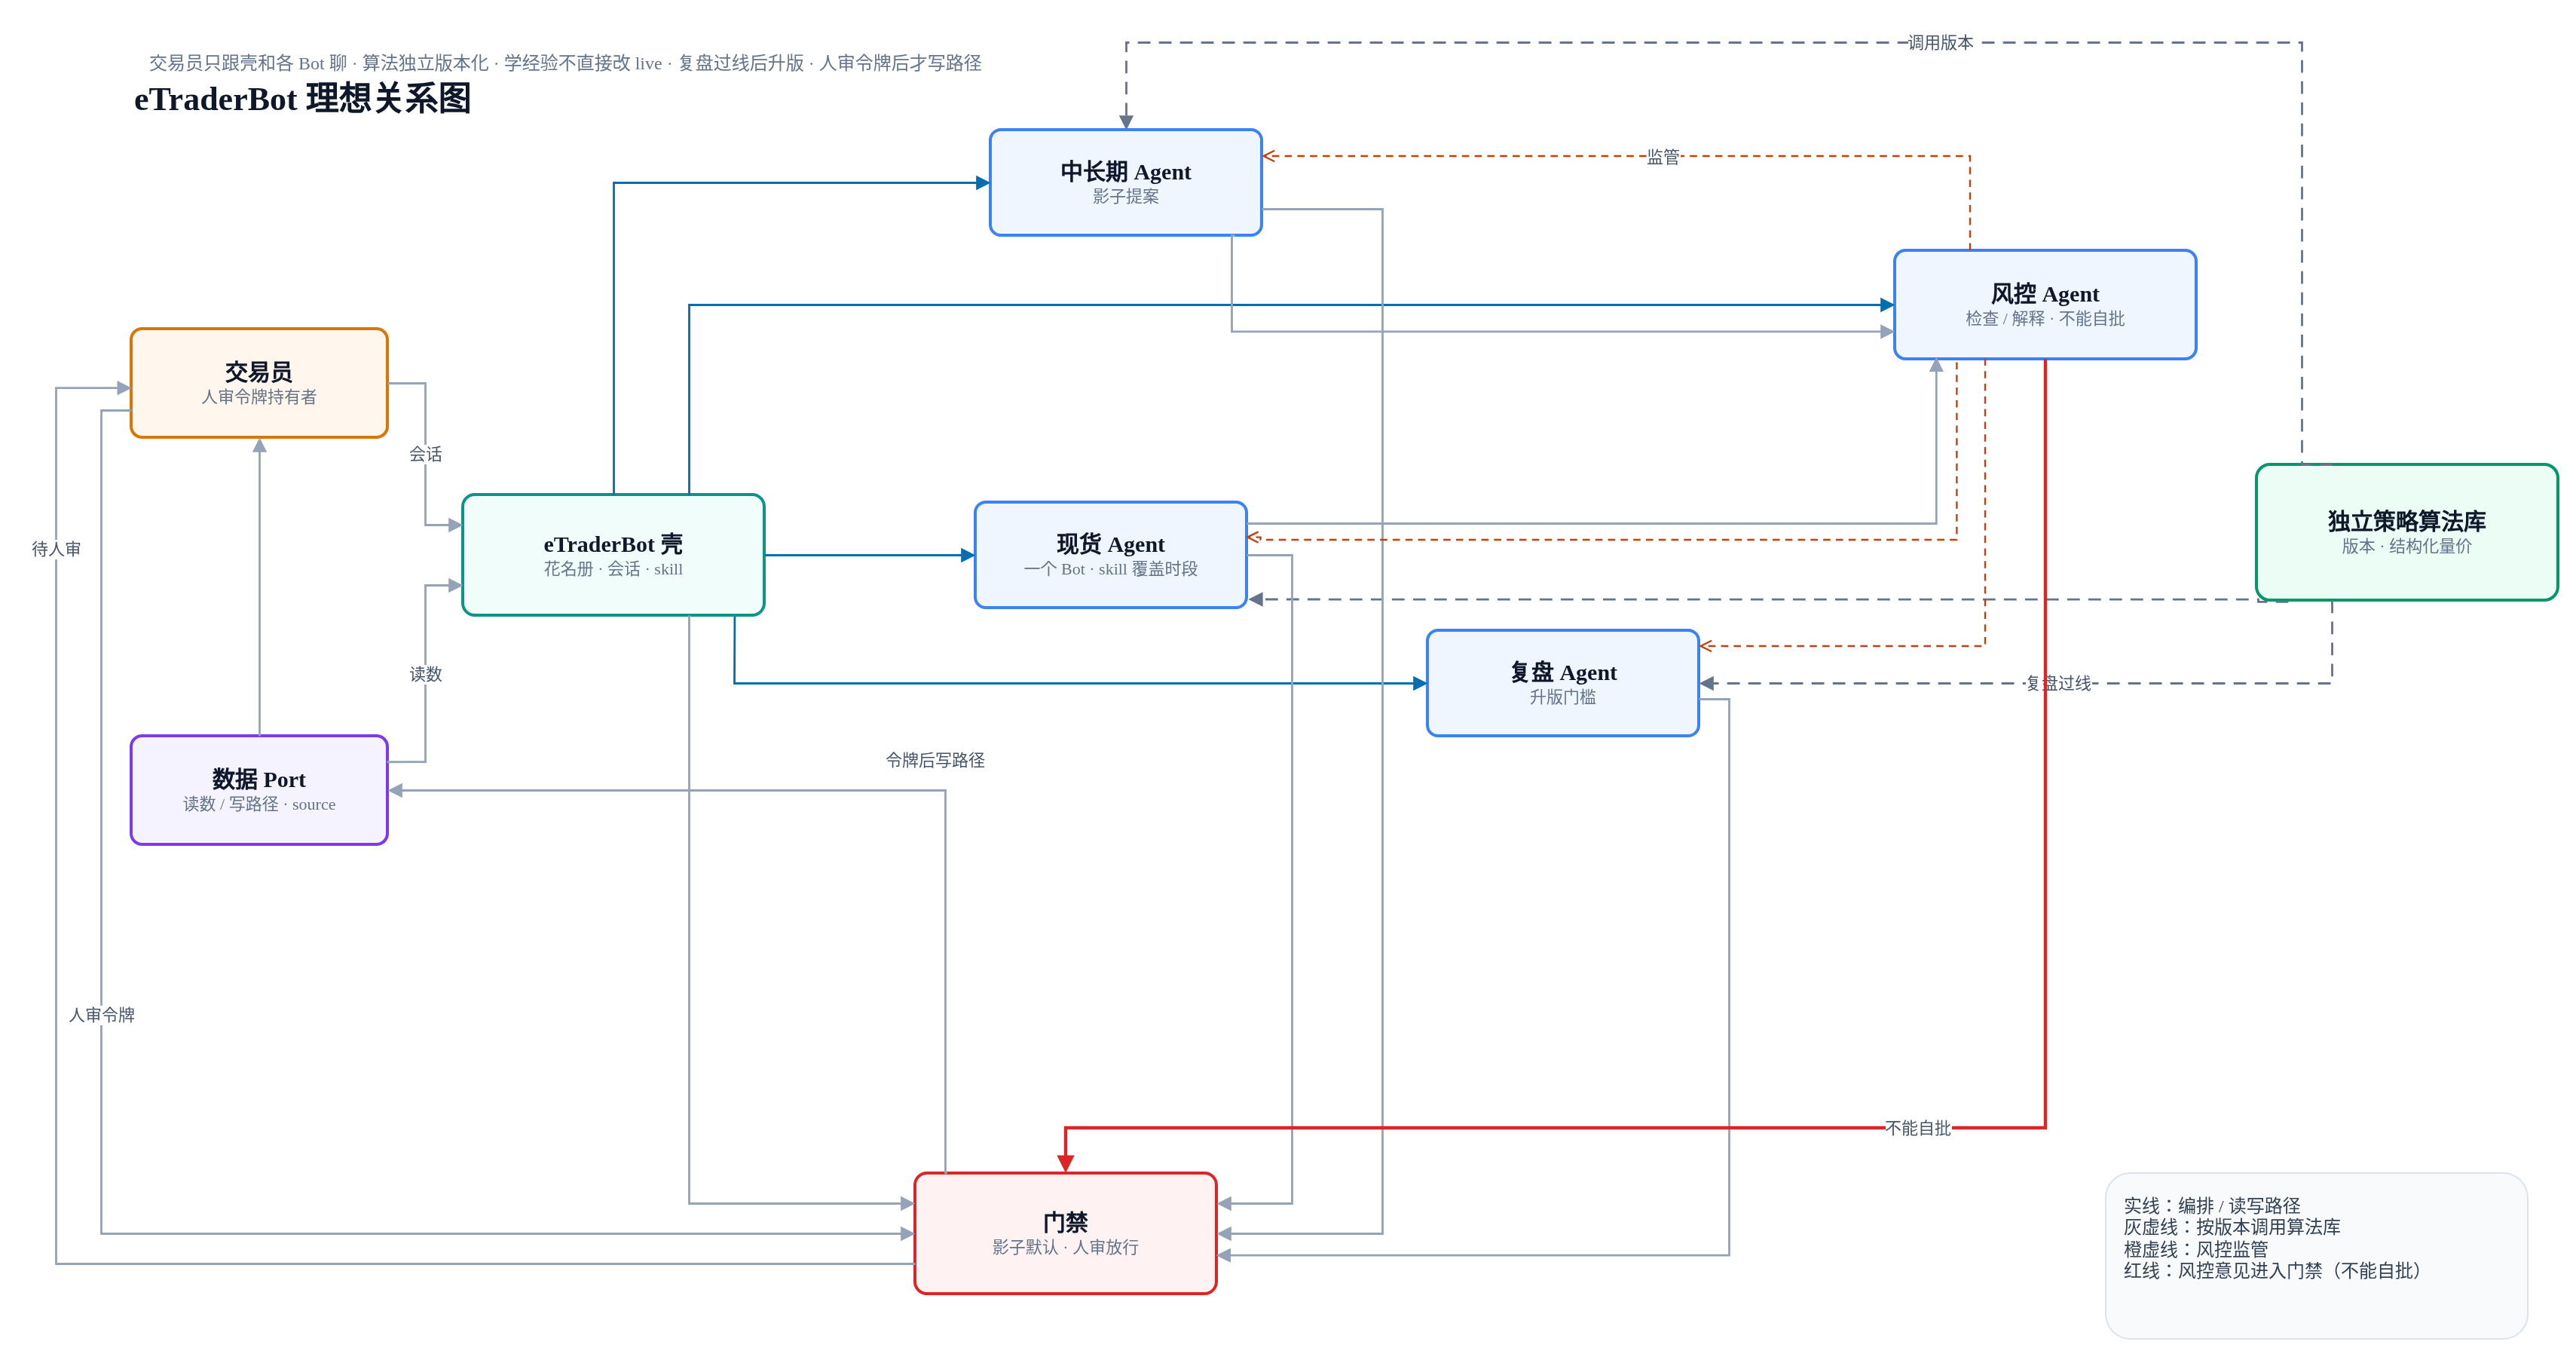 交易员只跟壳和各 Bot 聊 · 算法独立版本化 · 学经验不直接改 live · 复盘过线后升版 · 人审令牌后才写路径
eTraderBot 理想关系图
调用版本
监管
中长期 Agent
影子提案
风控 Agent
检查 / 解释 · 不能自批
交易员
人审令牌持有者
会话
待人审
eTraderBot 壳
花名册 · 会话 · skill
现货 Agent
一个 Bot · skill 覆盖时段
独立策略算法库
版本 · 结构化量价
读数
复盘 Agent
升版门槛
复盘过线
数据 Port
读数 / 写路径 · source
令牌后写路径
人审令牌
不能自批
门禁
影子默认 · 人审放行
实线：编排 / 读写路径
灰虚线：按版本调用算法库
橙虚线：风控监管
红线：风控意见进入门禁（不能自批）